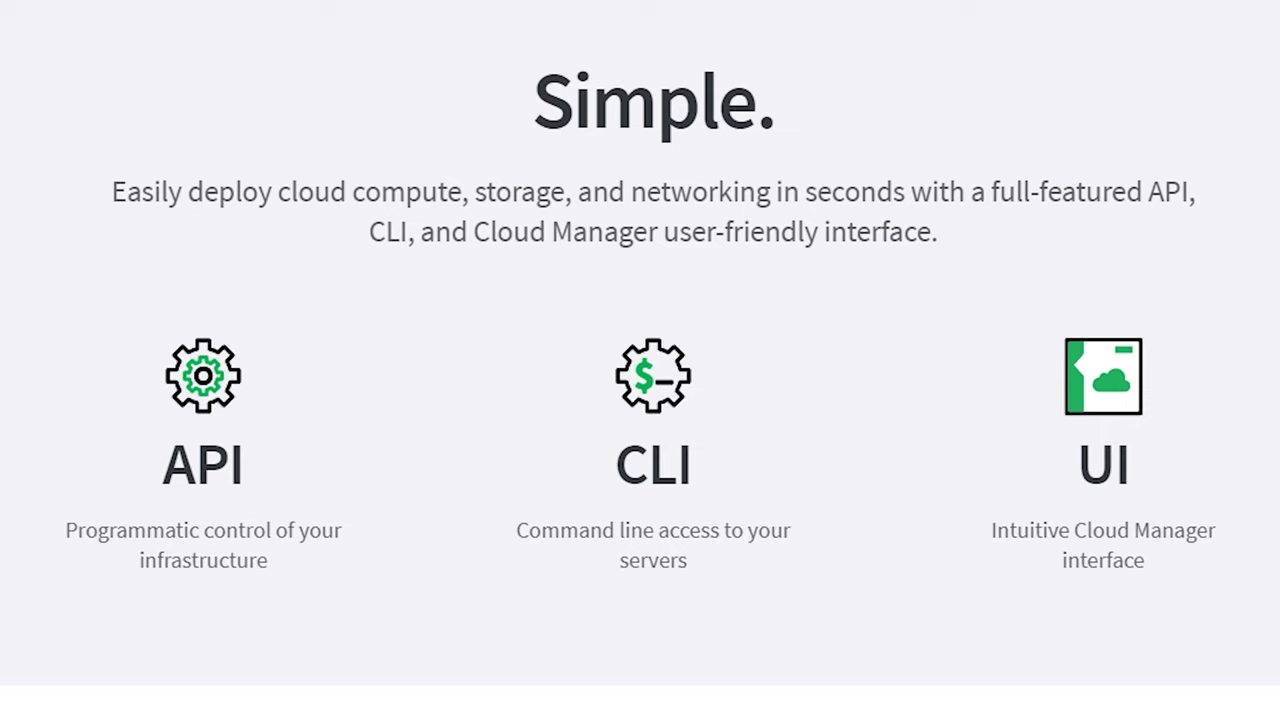 Simple.
Easily deploy cloud compute, storage, and networking in seconds with a full-featured API,
CLI, and Cloud Manager user-friendly interface.
$_
API
CLI
UI
Programmatic control of your
infrastructure
Command line access to your
servers
Intuitive Cloud Manager
interface